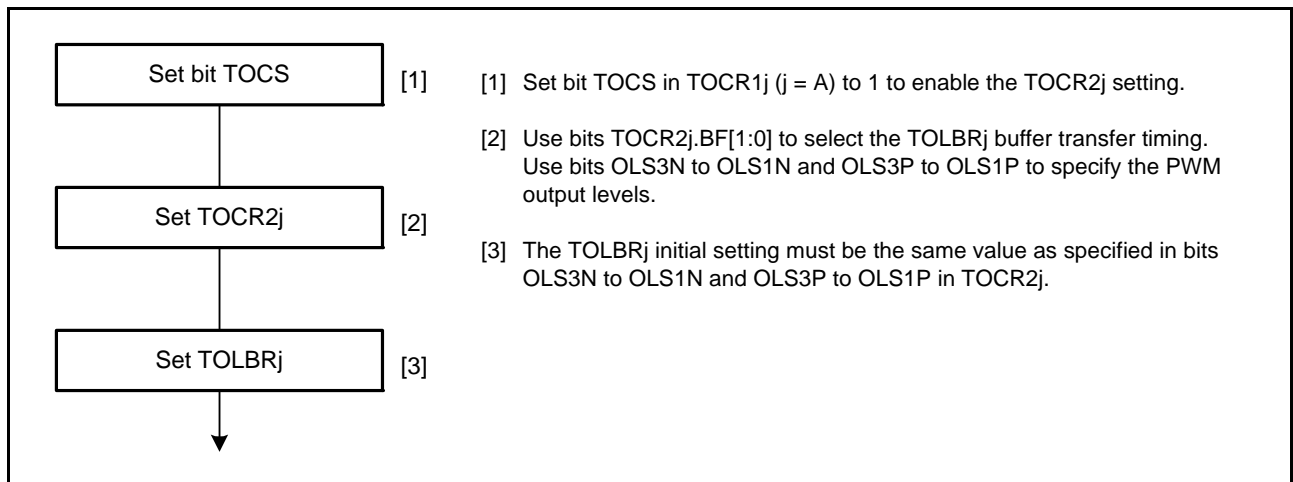 Set bit TOCS
[1]
Set TOCR2j
[2]
Set TOLBRj
[3]
[1] Set bit TOCS in TOCR1j (j = A) to 1 to enable the TOCR2j setting.
[2] Use bits TOCR2j.BF[1:0] to select the TOLBRj buffer transfer timing.
Use bits OLS3N to OLS1N and OLS3P to OLS1P to specify the PWM
output levels.
[3] The TOLBRj initial setting must be the same value as specified in bits
OLS3N to OLS1N and OLS3P to OLS1P in TOCR2j.